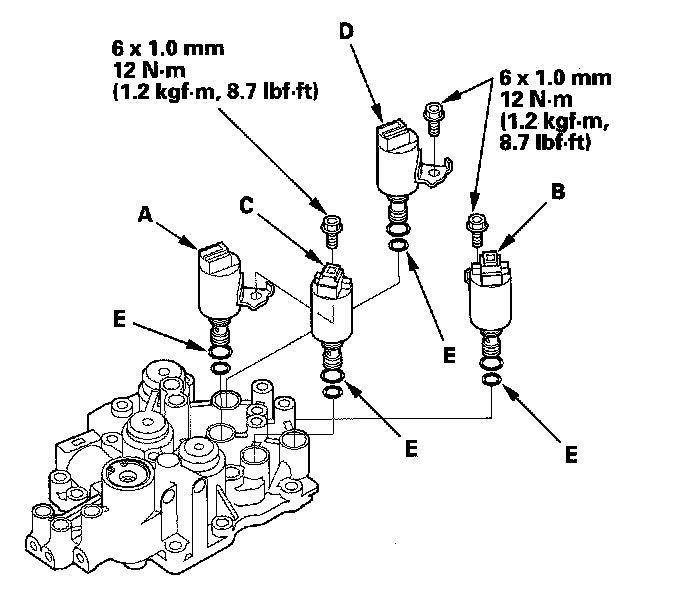 D
6 x 1.0 mm
12 N·m
(1.2 kgf·m, 8.7 lbf·ft)
6 x 1.0 mm
12 N·m
(1.2 kgf·m,
8.7 lbf·ft)
A
C
B
E
E
E
E